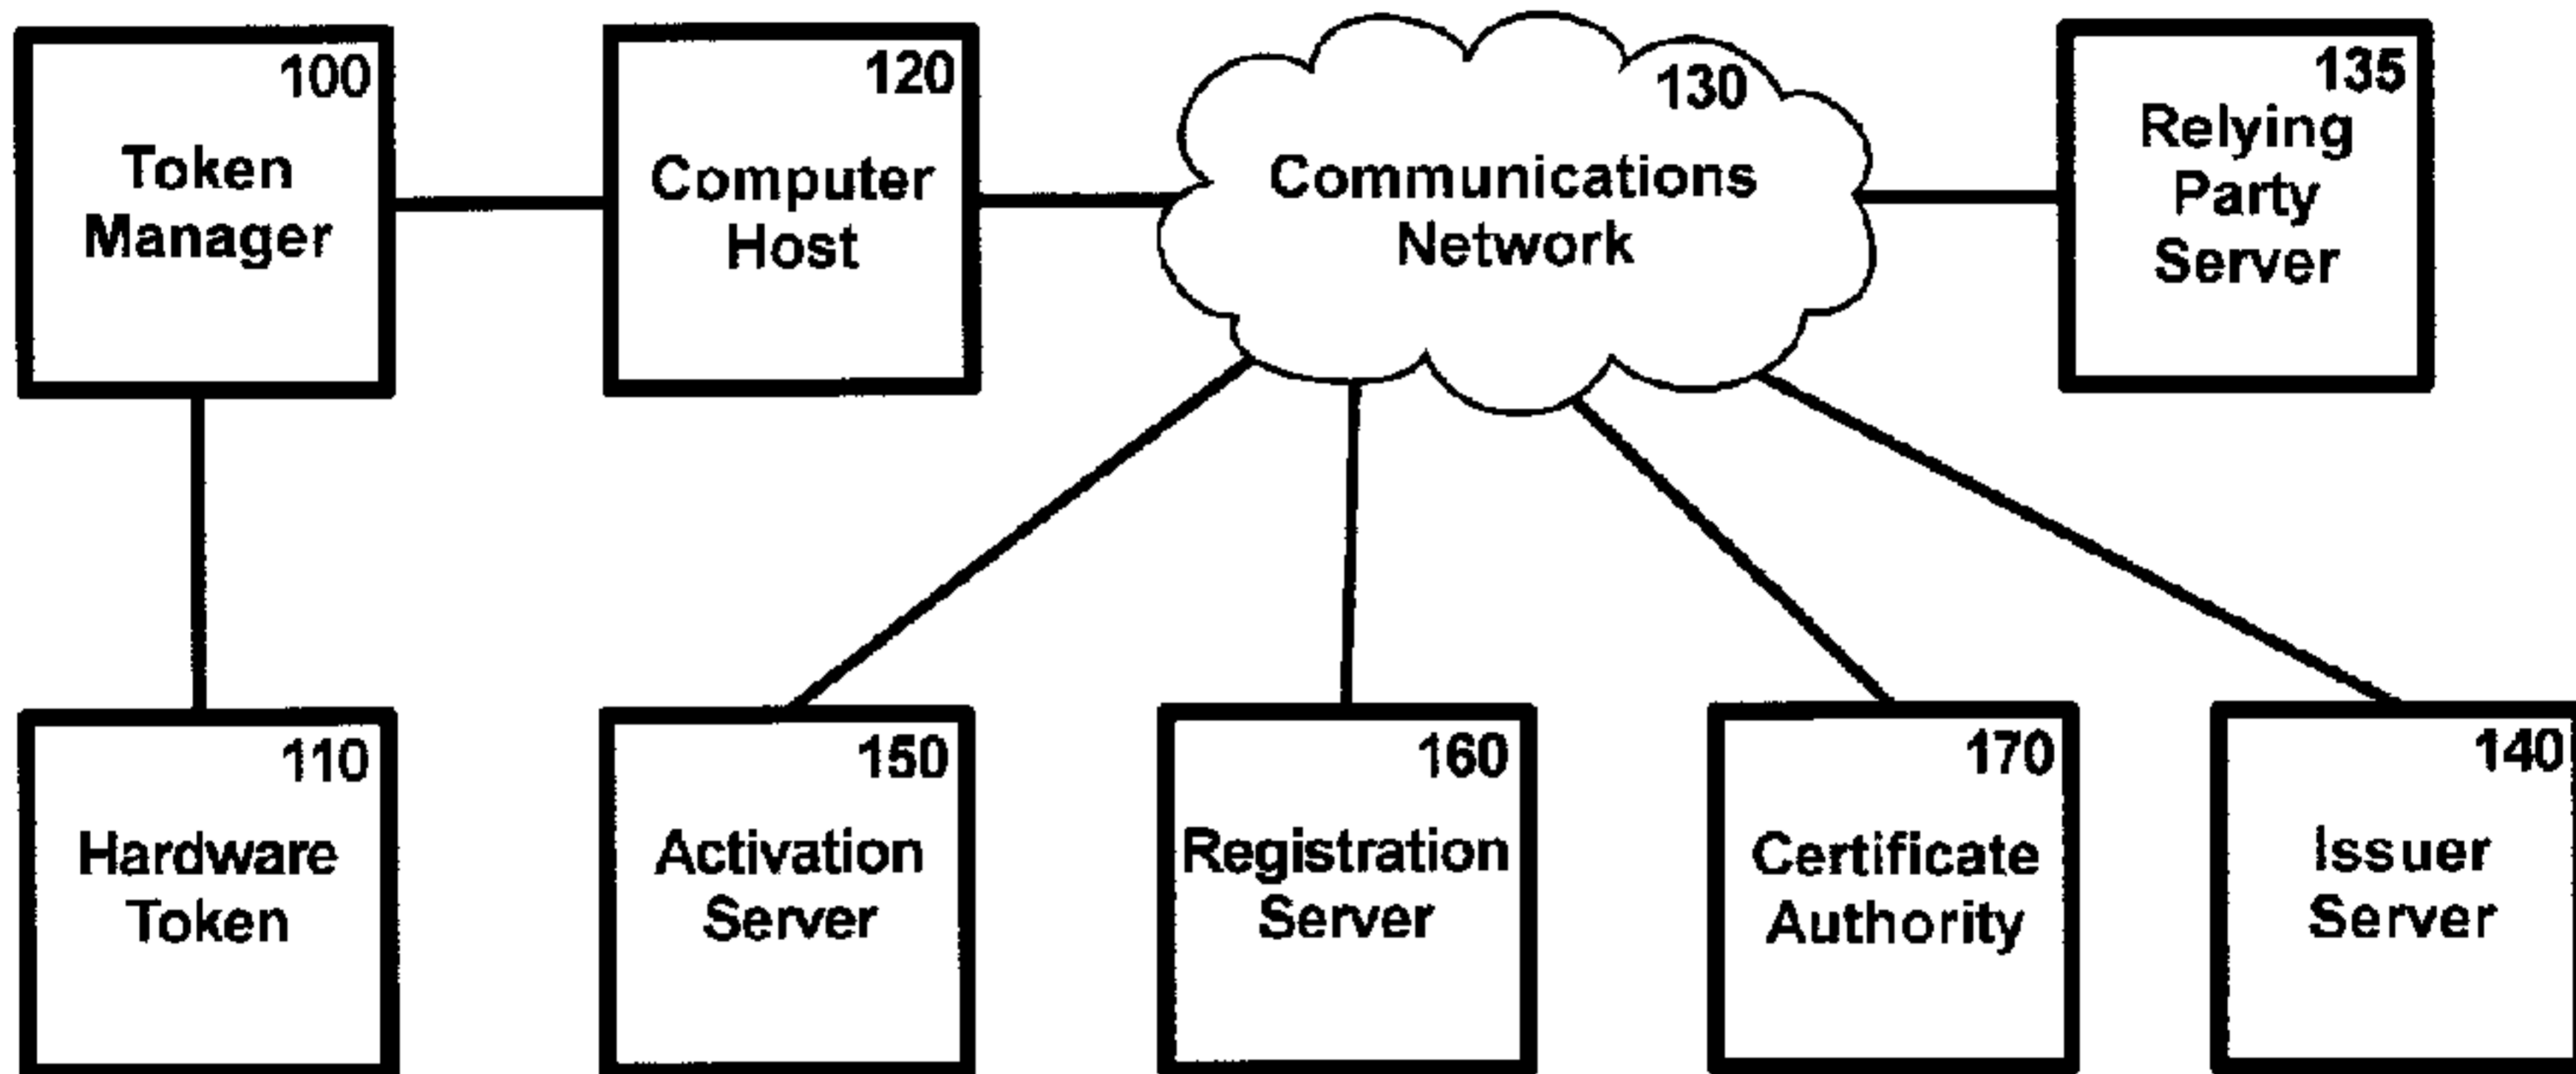 100
Token
Manager
120
Computer
Host
130
Communications
Network
135
Relying
Party
Server
110
Hardware
Token
150
Activation
Server
160
Registration
Server
170
Certificate
Authority
140
Issuer
Server